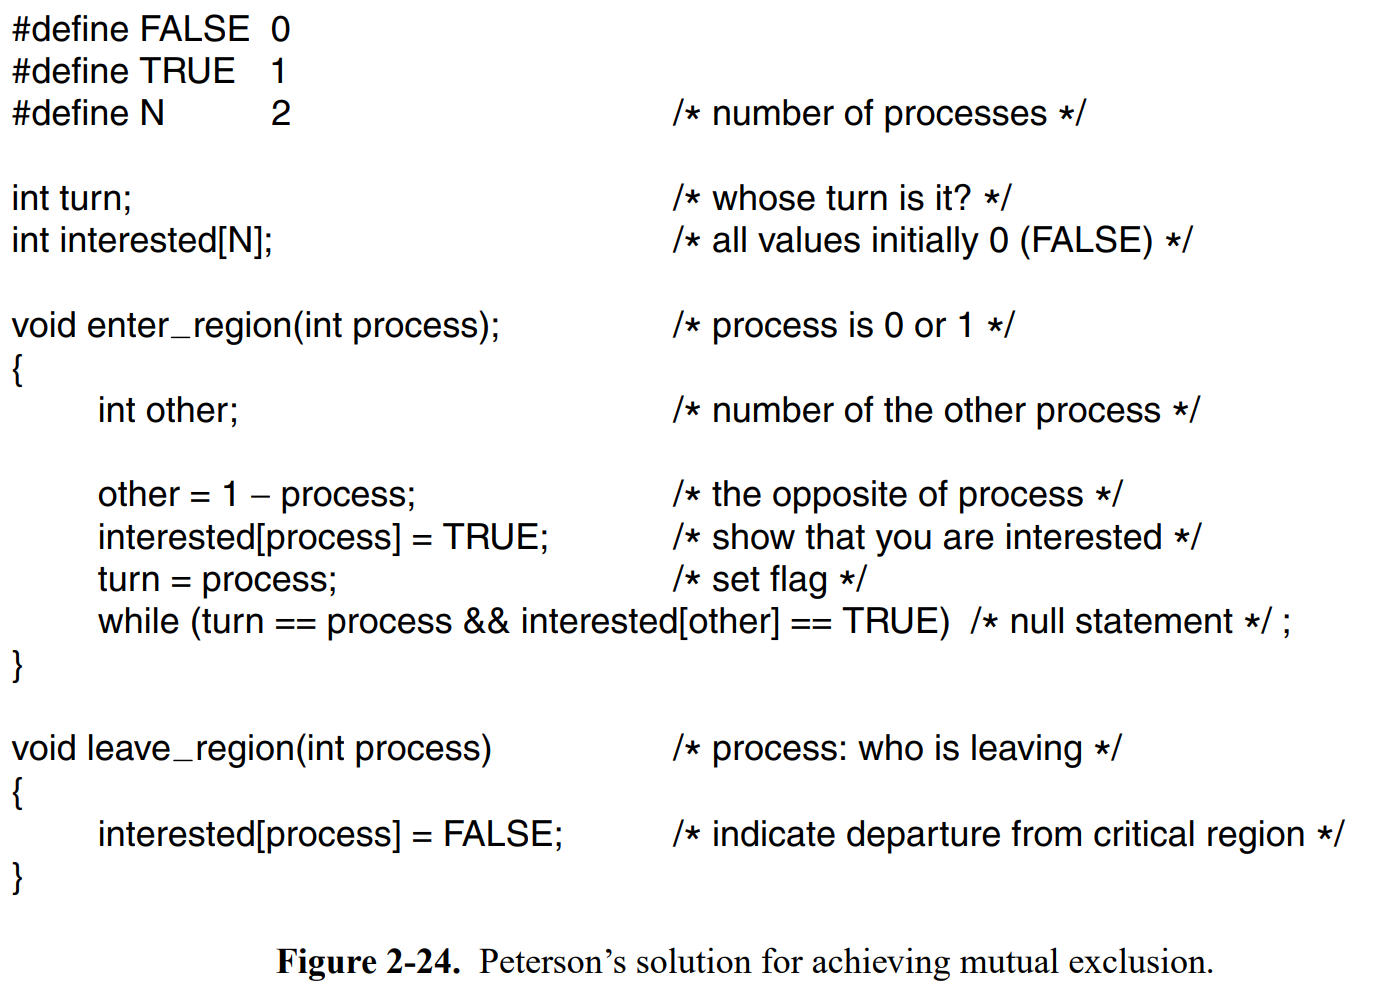 #define FALSE 0
#define TRUE 1
#define N 2 /* number of processes */
int turn; /* whose turn is it? */
int interested[N]; /* all values initially 0 (FALSE) */
void enter_region(int process); /* process is 0 or 1 */
{
int other; /* number of the other process */
other = 1 – process; /* the opposite of process */
interested[process] = TRUE; /* show that you are interested */
turn = process; /* set flag */
while (turn == process && interested[other] == TRUE) /* null statement */ ;
}
void leave_region(int process) /* process: who is leaving */
{
interested[process] = FALSE; /* indicate departure from critical region */
}
Figure 2-24. Peterson’s solution for achieving mutual exclusion.